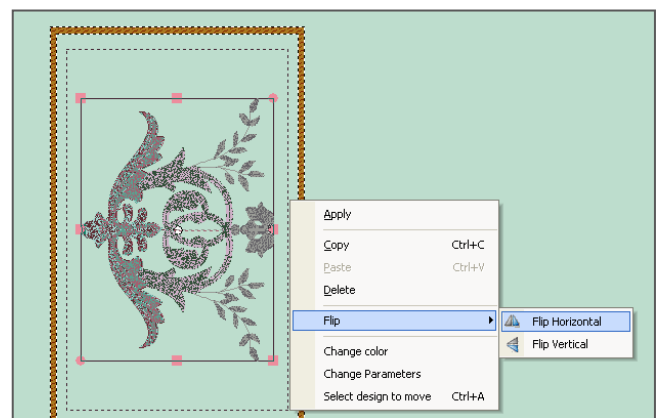 Apply
Copy Ctrl+C
Paste Ctrl+V
Delete
Flip
Flip Horizontal
Flip Vertical
Change color
Change Parameters
Select design to move Ctrl+A